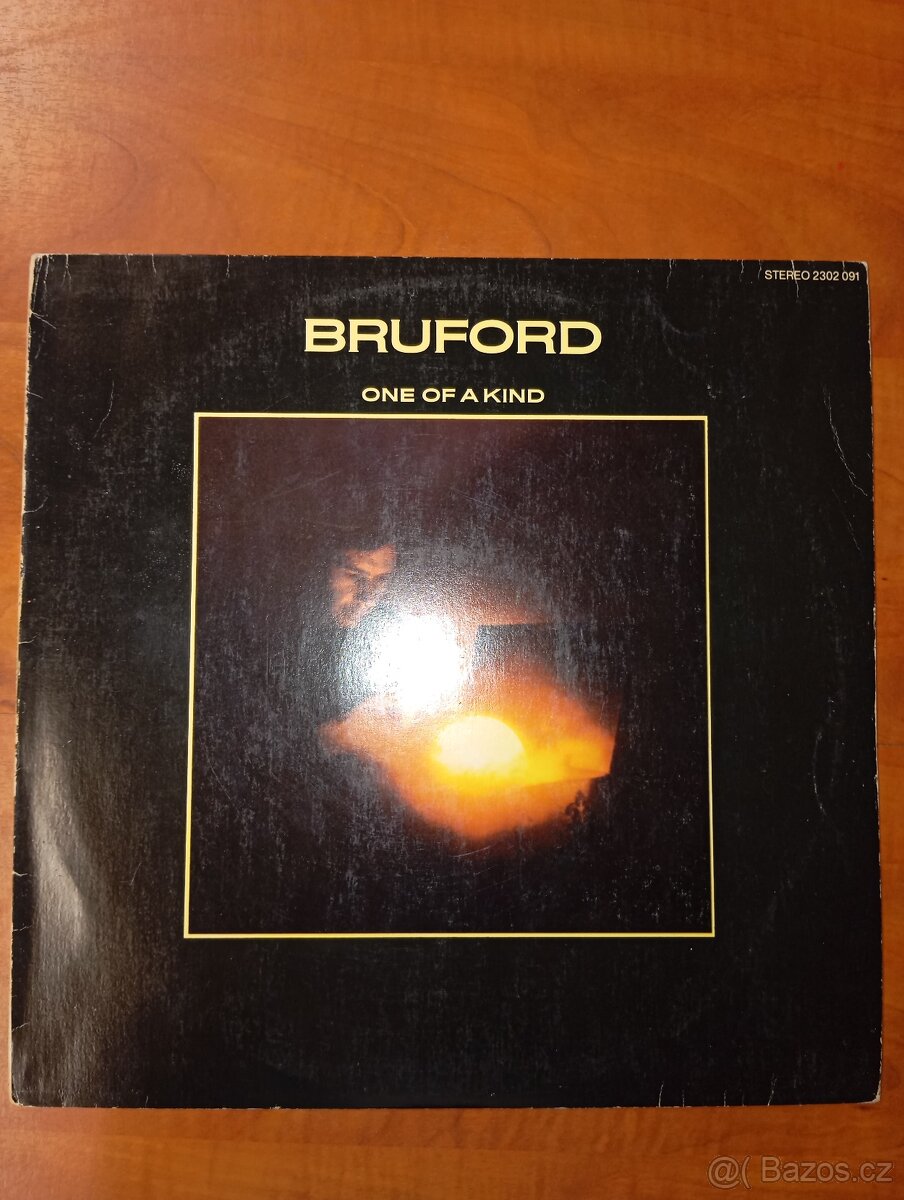 STEREO 2302 091
BRUFORD
ONE OF A KIND
@( Bazos.cz